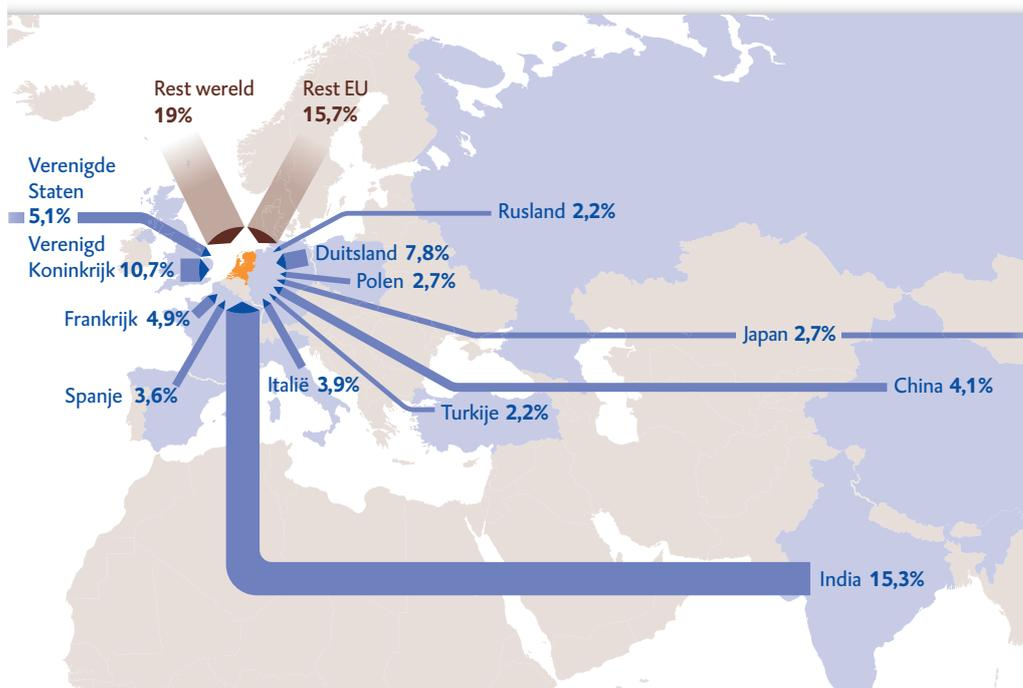 Rest wereld
19%
Rest EU
15,7%
Verenigde
Staten
5,1%
Verenigd
Koninkrijk 10,7%
Frankrijk 4,9%
Spanje 3,6%
Italië 3,9%
Rusland 2,2%
Duitsland 7,8%
Polen 2,7%
Japan 2,7%
China 4,1%
Turkije 2,2%
India 15,3%